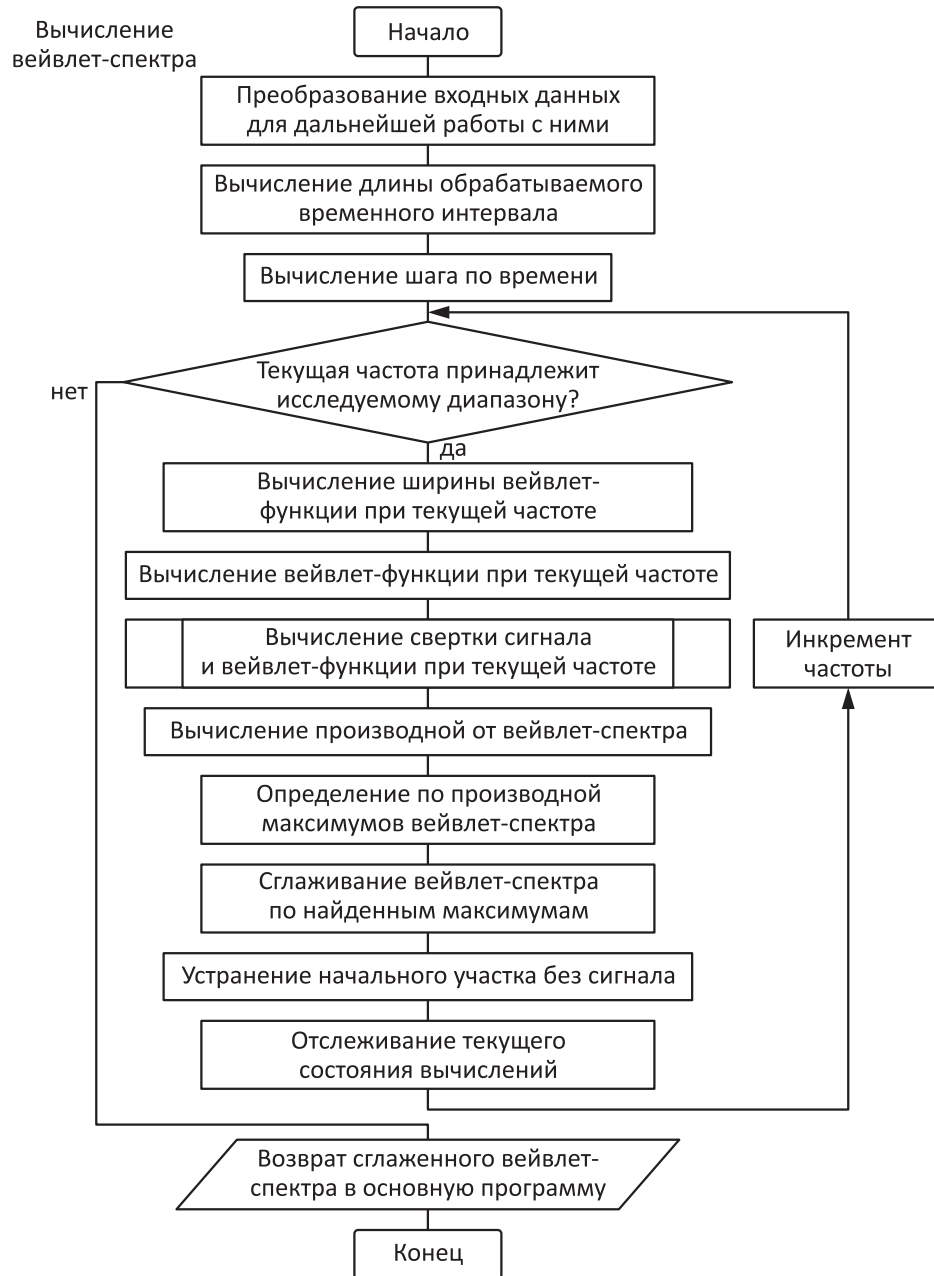 Вычисление
вейвлет-спектра
Начало
Преобразование входных данных
для дальнейшей работы с ними
Вычисление длины обрабатываемого
временного интервала
Вычисление шага по времени
Текущая частота принадлежит
исследуемому диапазону?
нет
да
Вычисление ширины вейвлет-
функции при текущей частоте
Вычисление вейвлет-функции при текущей частоте
Вычисление свертки сигнала
и вейвлет-функции при текущей частоте
Инкремент
частоты
Вычисление производной от вейвлет-спектра
Определение по производной
максимумов вейвлет-спектра
Сглаживание вейвлет-спектра
по найденным максимумам
Устранение начального участка без сигнала
Отслеживание текущего
состояния вычислений
Возврат сглаженного вейвлет-
спектра в основную программу
Конец